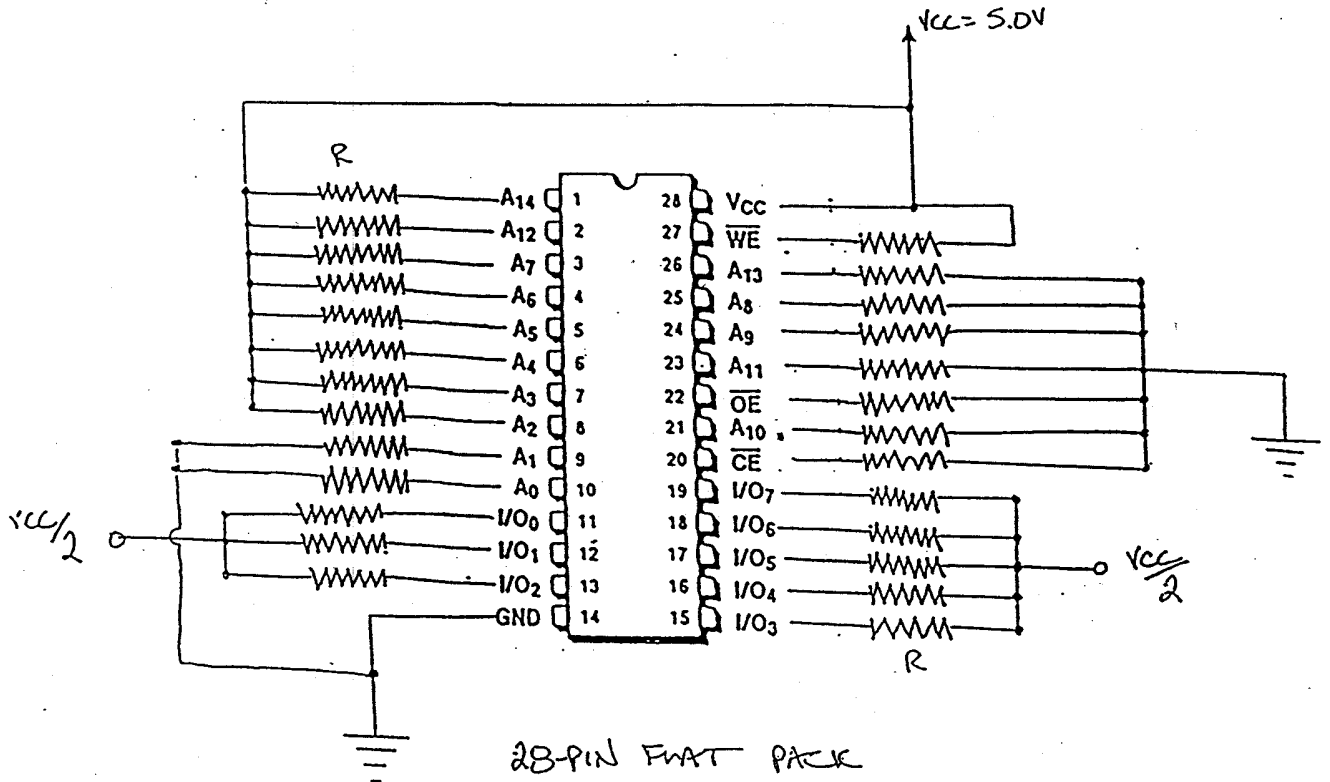 VCC = 5.0V
R
A14 1 28 VCC
A12 2 27 WE
A7 3 26 A13
A6 4 25 A8
A5 5 24 A9
A4 6 23 A11
A3 7 22 OE
A2 8 21 A10
A1 9 20 CE
A0 10 19 I/O7
I/O0 11 18 I/O6
I/O1 12 17 I/O5
I/O2 13 16 I/O4
GND 14 15 I/O3
VCC/2
VCC/2
R
28-PIN FLAT PACK